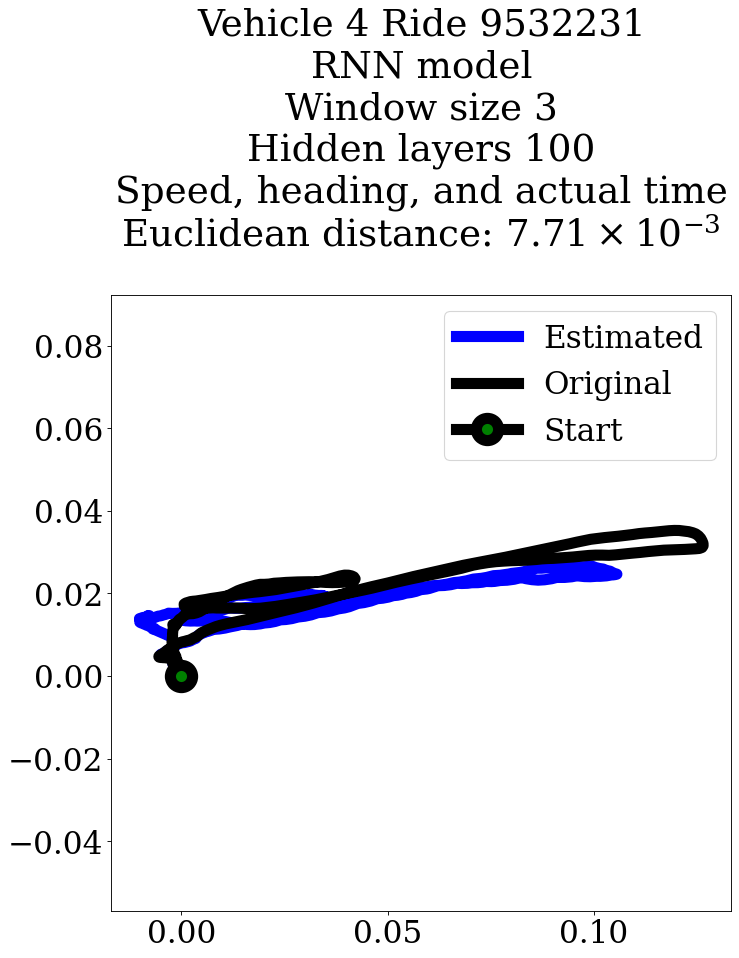 Vehicle 4 Ride 9532231
RNN model
Window size 3
Hidden layers 100
Speed, heading, and actual time
Euclidean distance: 7.71 × 10⁻³
Estimated
Original
Start
0.08
0.06
0.04
0.02
0.00
−0.02
−0.04
0.00 0.05 0.10